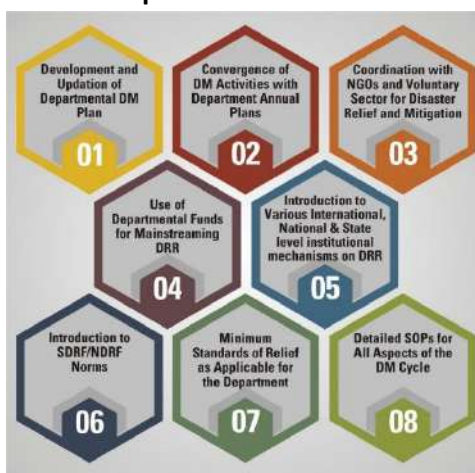 Development and
Updation of
Departmental DM
Plan
01
Convergence of
DM Activities with
Department Annual
Plans
02
Coordination with
NGOs and Voluntary
Sector for Disaster
Relief and Mitigation
03
Use of
Departmental Funds
for Mainstreaming
DRR
04
Introduction to
Various International,
National & State
level institutional
mechanisms on DRR
05
Introduction to
SDRF/NDRF
Norms
06
Minimum
Standards of Relief
as Applicable for
the Department
07
Detailed SOPs for
All Aspects of the
DM Cycle
08